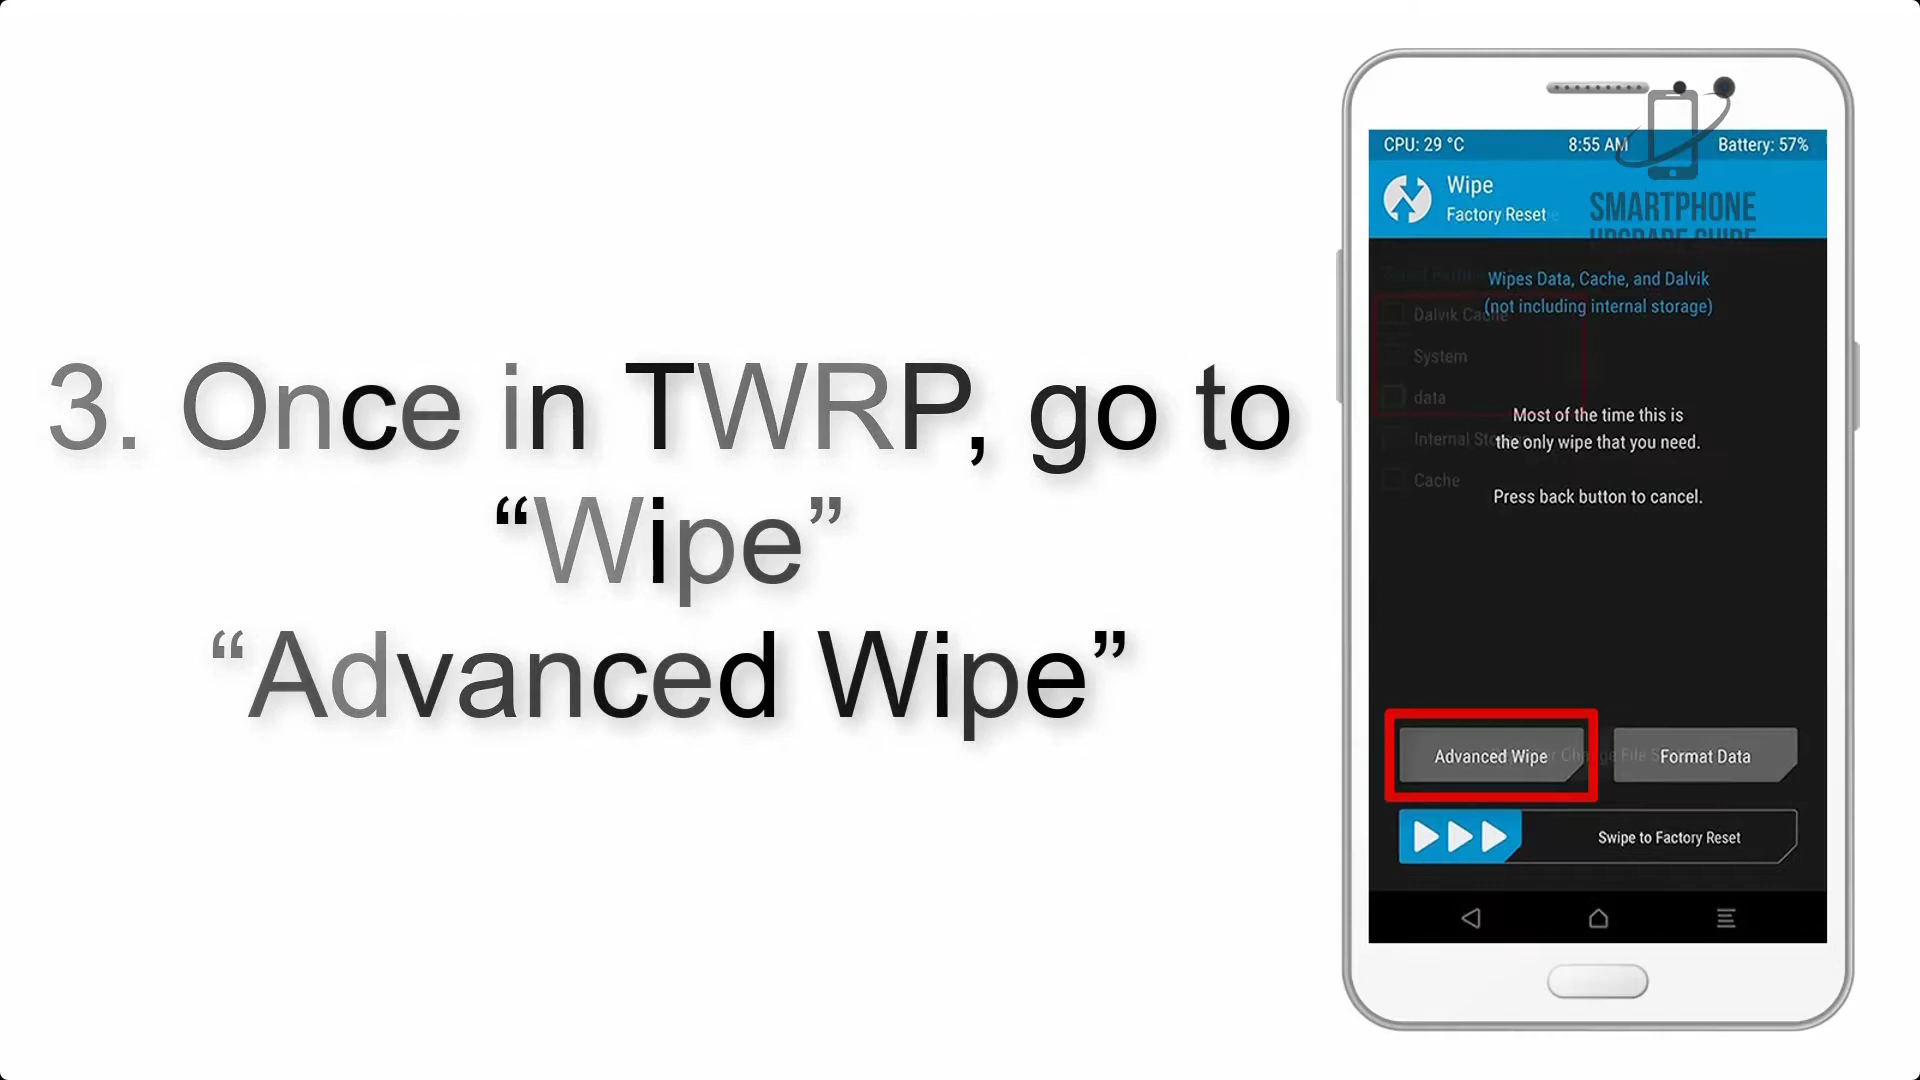 3. Once in TWRP, go to
“Wipe”
“Advanced Wipe”
CPU: 29 °C 8:55 AM Battery: 57%
Wipe
Factory Reset
SMARTPHONE
UPGRADE GUIDE
Wipes Data, Cache, and Dalvik
(not including internal storage)
Dalvik Cache
System
data
Most of the time this is
Internal
the only wipe that you need.
Cache
Press back button to cancel.
Advanced Wipe
Format Data
Swipe to Factory Reset